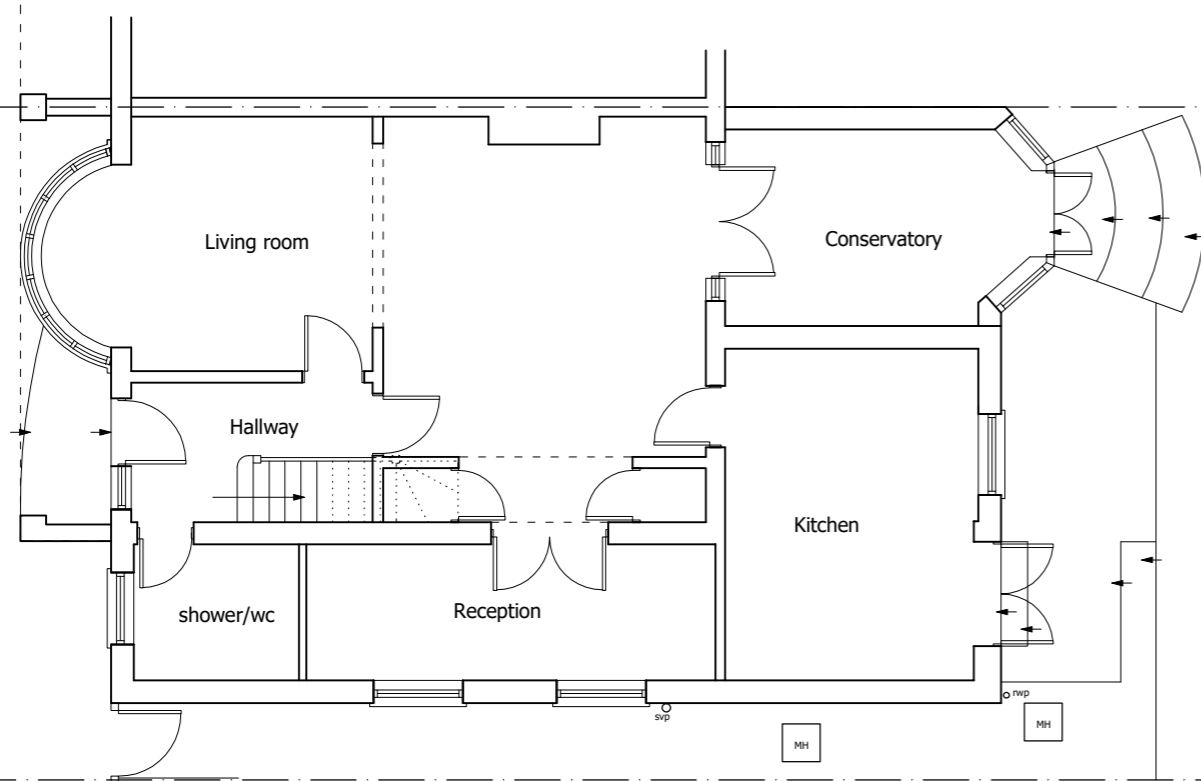 Living room
Conservatory
Hallway
Kitchen
shower/wc
Reception
rwp
svp
MH
MH